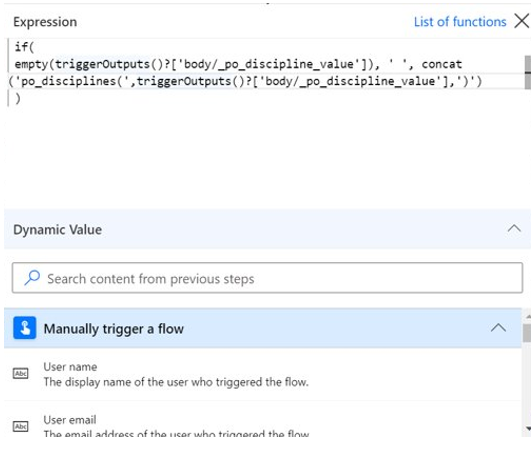 Expression List of functions
if(
empty(triggerOutputs()?['body/_po_discipline_value']), ' ', concat
('po_disciplines(',triggerOutputs()?['body/_po_discipline_value'],')')
)
Dynamic Value
Search content from previous steps
Manually trigger a flow
Abc User name
The display name of the user who triggered the flow.
Abc User email
The email address of the user who triggered the flow